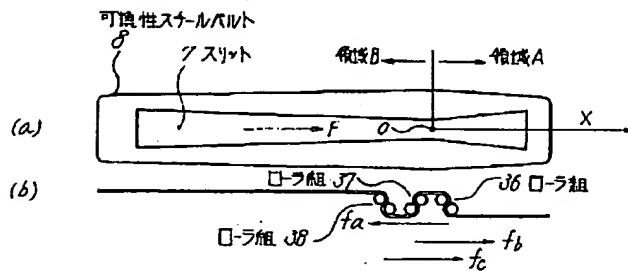 可撓性スチールベルト
8
7 スリット
領域B 領域A
(a)
F
O
X
(b)
ローラ組 37
36 ローラ組
ローラ組 38
fa
fb
fc